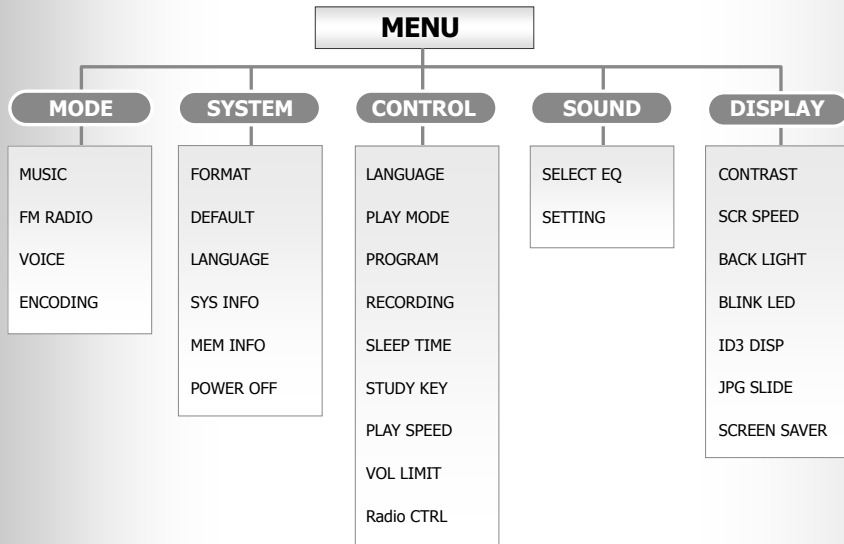 MENU
MODE
SYSTEM
CONTROL
SOUND
DISPLAY
MUSIC
FM RADIO
VOICE
ENCODING
FORMAT
DEFAULT
LANGUAGE
SYS INFO
MEM INFO
POWER OFF
LANGUAGE
PLAY MODE
PROGRAM
RECORDING
SLEEP TIME
STUDY KEY
PLAY SPEED
VOL LIMIT
Radio CTRL
SELECT EQ
SETTING
CONTRAST
SCR SPEED
BACK LIGHT
BLINK LED
ID3 DISP
JPG SLIDE
SCREEN SAVER